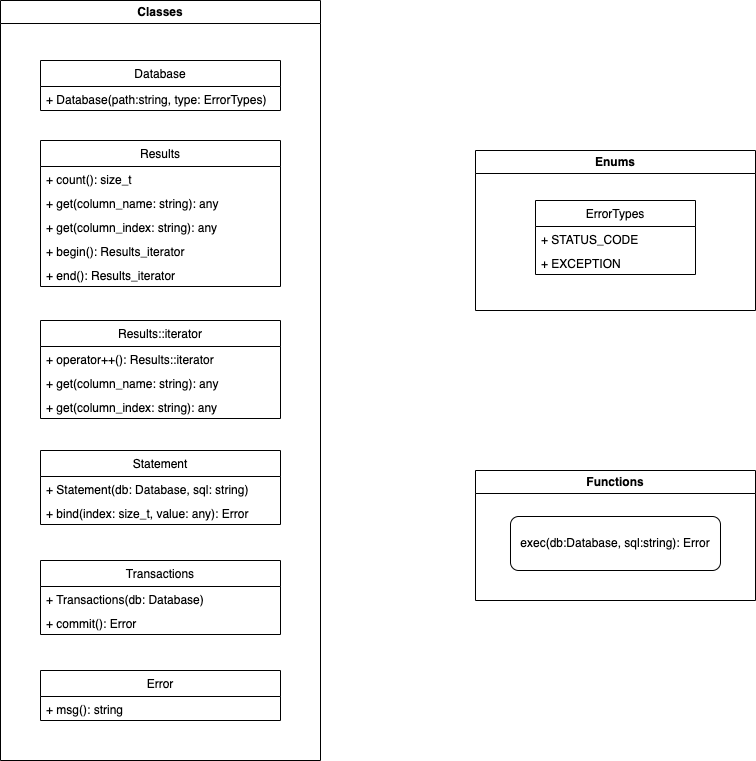 Classes
Database
+ Database(path:string, type: ErrorTypes)
Results
+ count(): size_t
+ get(column_name: string): any
+ get(column_index: string): any
+ begin(): Results_iterator
+ end(): Results_iterator
Results::iterator
+ operator++(): Results::iterator
+ get(column_name: string): any
+ get(column_index: string): any
Statement
+ Statement(db: Database, sql: string)
+ bind(index: size_t, value: any): Error
Transactions
+ Transactions(db: Database)
+ commit(): Error
Error
+ msg(): string
Enums
ErrorTypes
+ STATUS_CODE
+ EXCEPTION
Functions
exec(db:Database, sql:string): Error